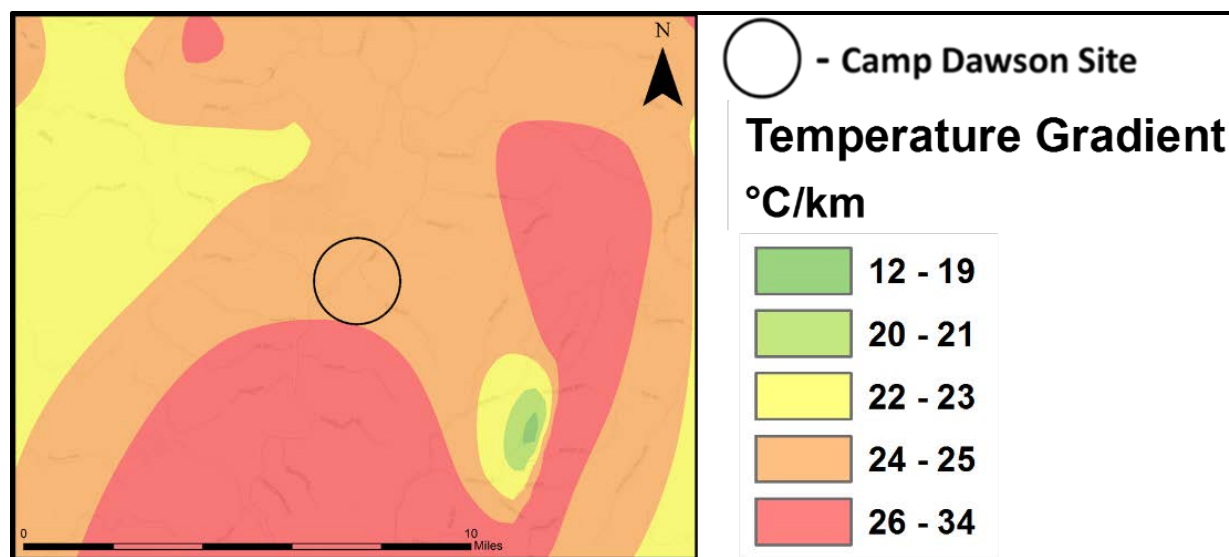 N
0
10
Miles
- Camp Dawson Site
Temperature Gradient
°C/km
12 - 19
20 - 21
22 - 23
24 - 25
26 - 34